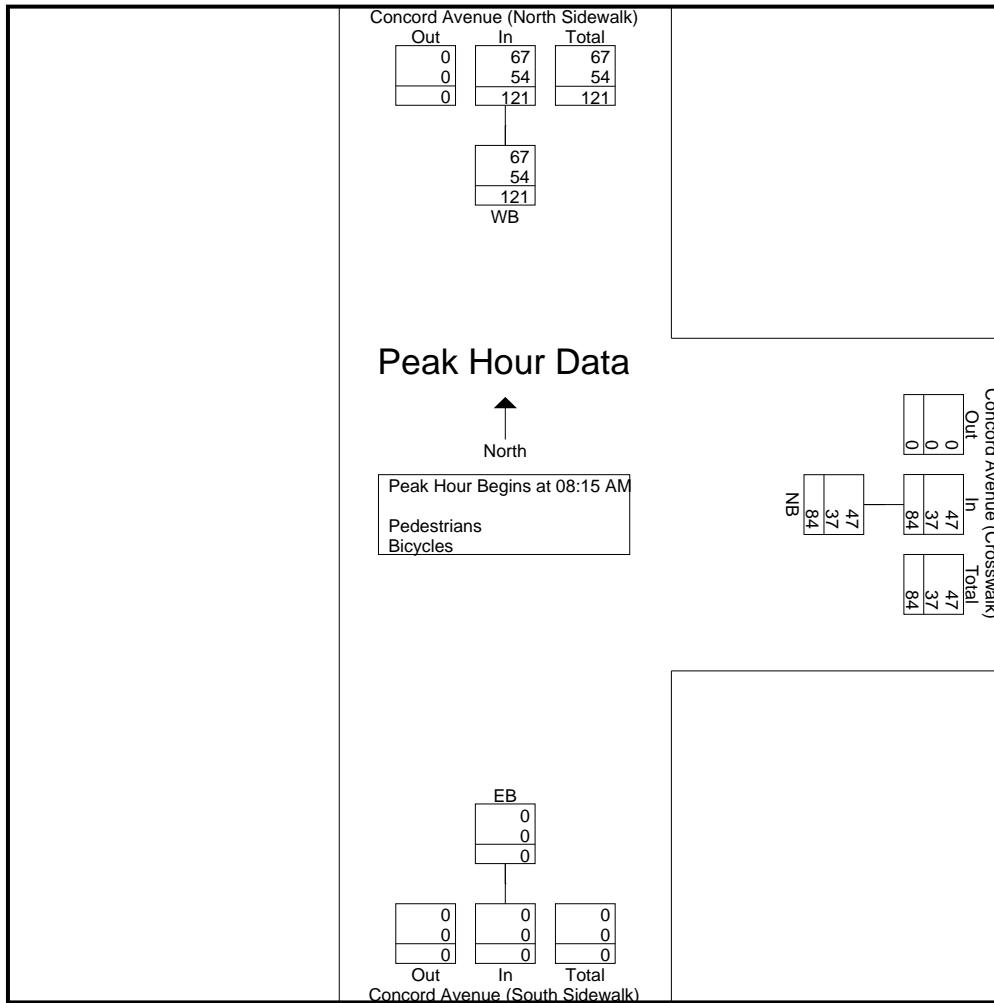 Concord Avenue (North Sidewalk)
Out In Total
0 67 67
0 54 54
0 121 121
67
54
121
WB
Peak Hour Data
North
Peak Hour Begins at 08:15 AM
Pedestrians
Bicycles
Concord Avenue (Crosswalk)
Out In Total
0 47 47
0 37 37
0 84 84
47
37
84
NB
EB
0
0
0
0 0 0
0 0 0
0 0 0
Out In Total
Concord Avenue (South Sidewalk)